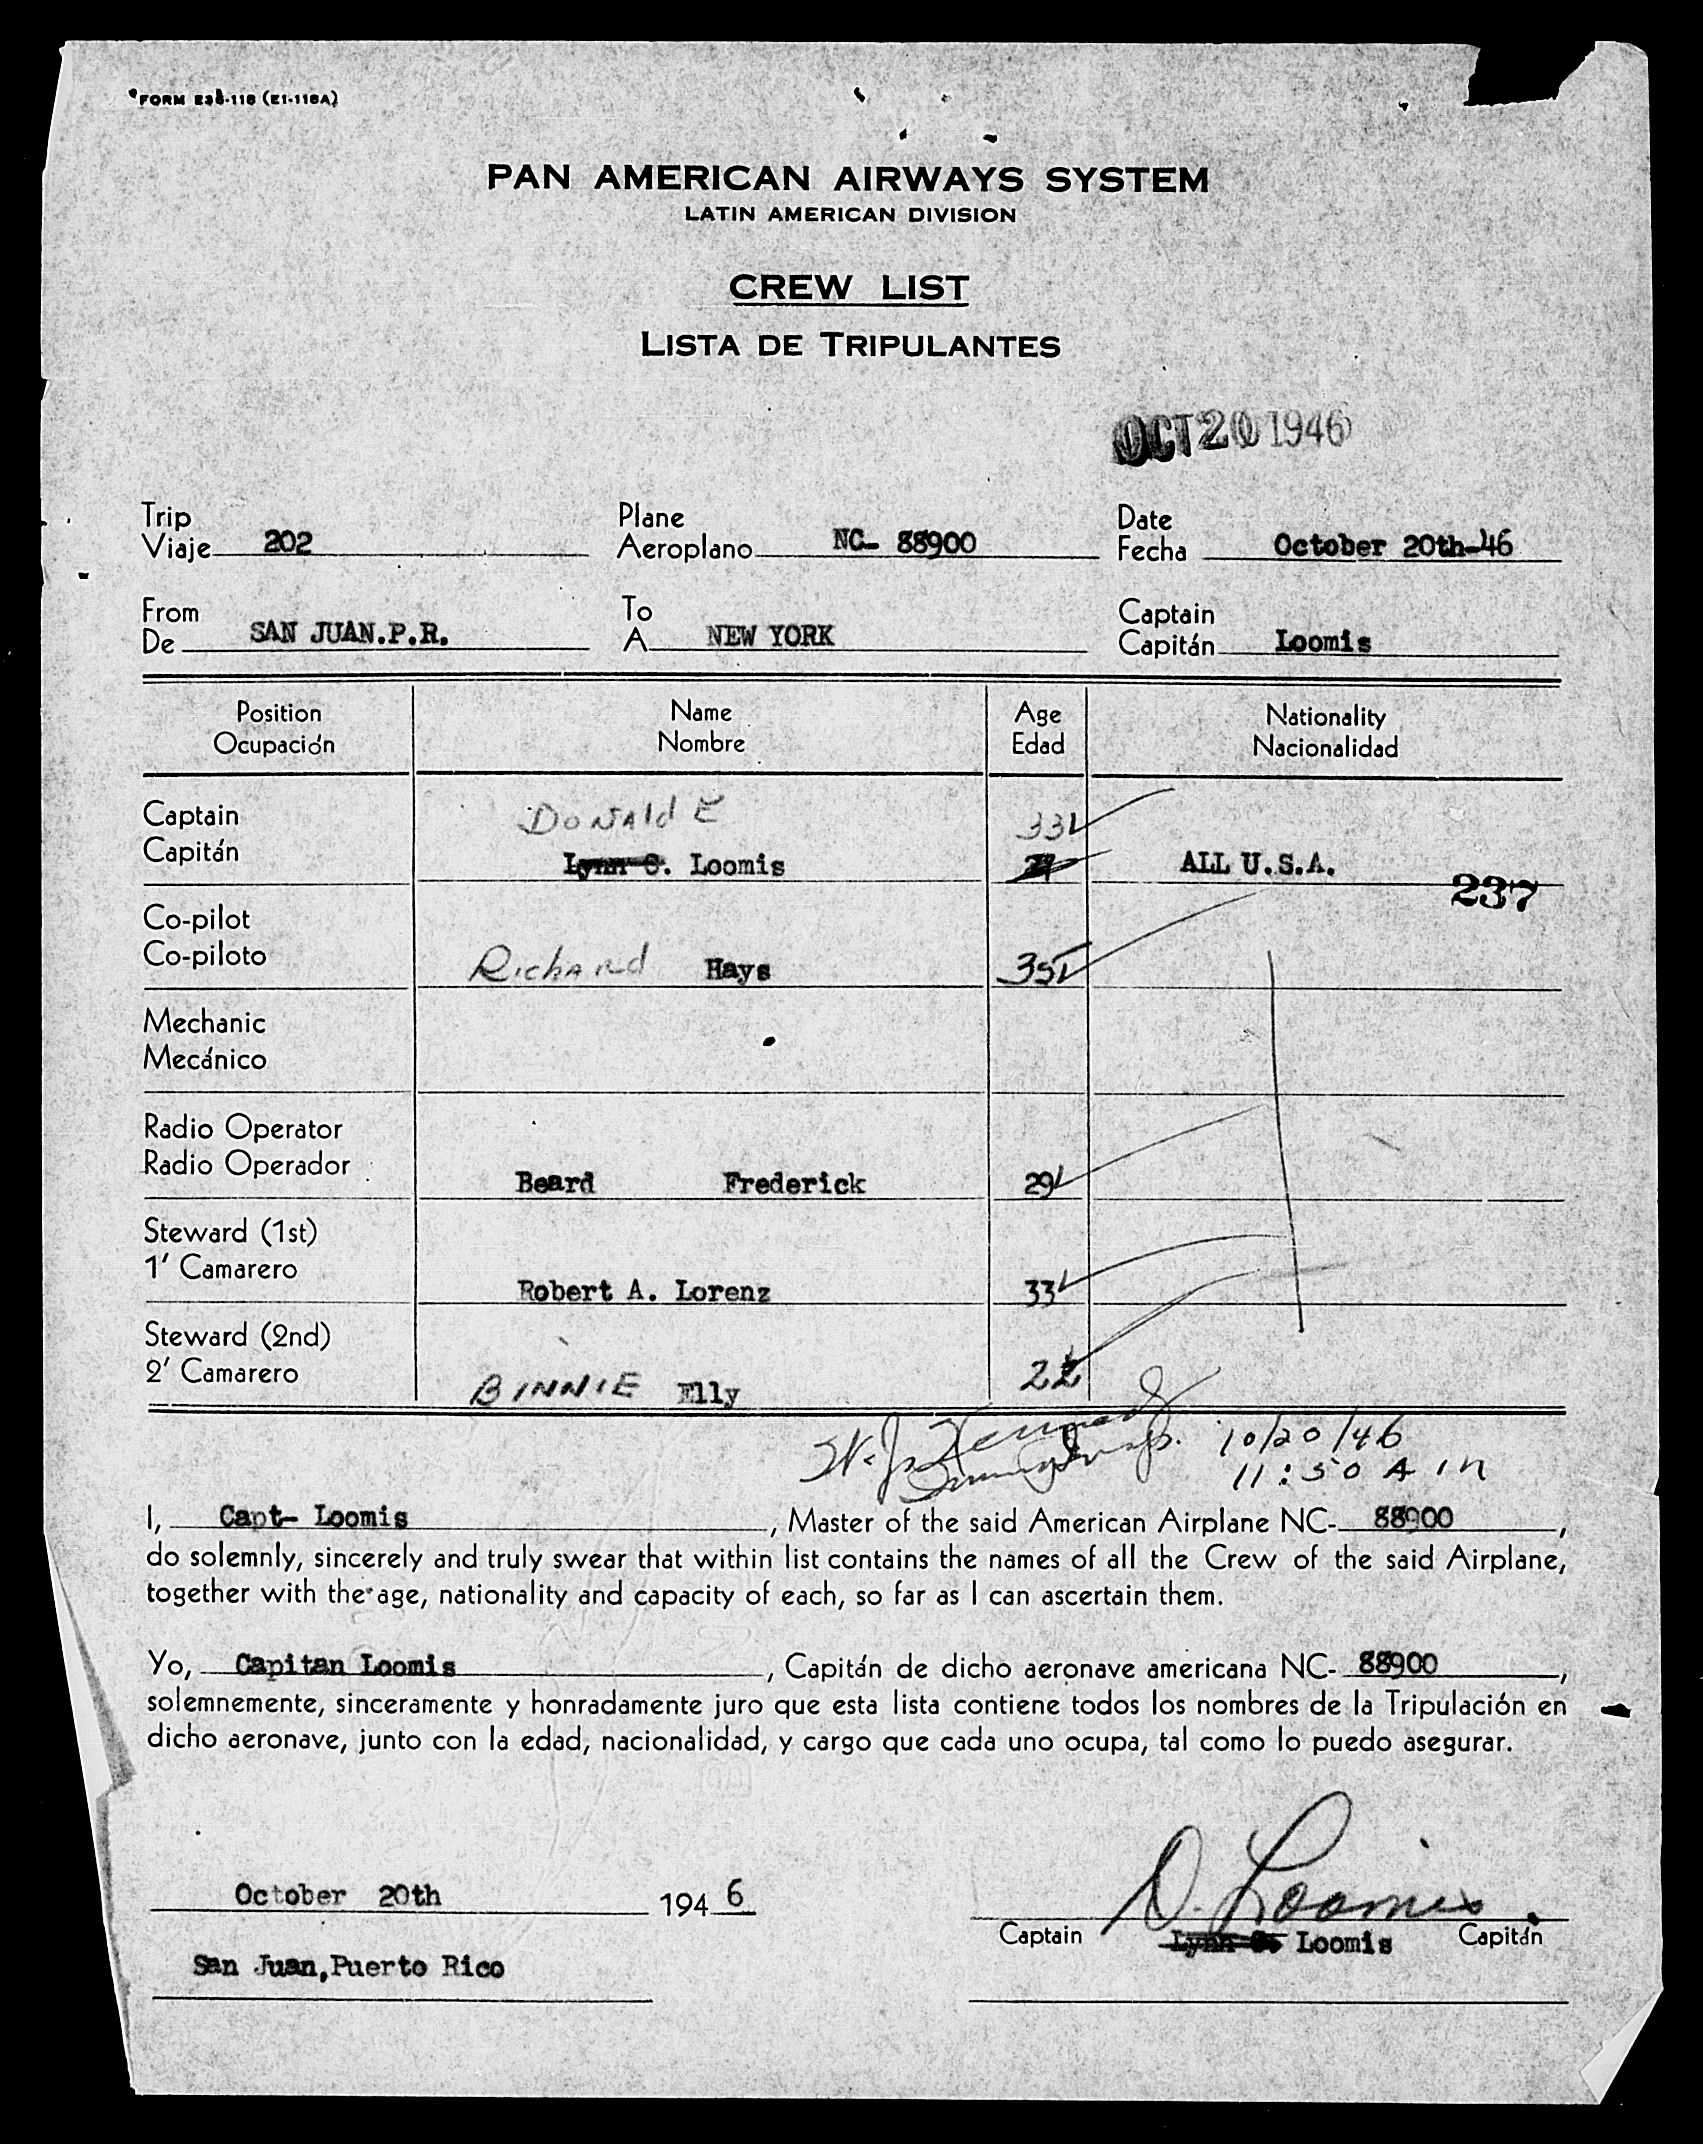 FORM E38-118 (E1-118A)
PAN AMERICAN AIRWAYS SYSTEM
LATIN AMERICAN DIVISION
CREW LIST
LISTA DE TRIPULANTES
OCT 20 1946
Trip Plane Date
Viaje 202 Aeroplano NC- 88900 Fecha October 20th-46
From To Captain
De SAN JUAN.P.R. A NEW YORK Capitán Loomis
Position Name Age Nationality
Ocupación Nombre Edad Nacionalidad
Captain DONALD E 33
Capitán Lynn C. Loomis ALL U.S.A.
237
Co-pilot
Co-piloto RICHARD Hays 35
Mechanic
Mecánico
Radio Operator
Radio Operador Beard Frederick 29
Steward (1st)
1' Camarero Robert A. Lorenz 33
Steward (2nd)
2' Camarero BINNIE Elly 22
W. J. Kennedy 10/20/46
11:50 A
I, Capt- Loomis, Master of the said American Airplane NC- 88900,
do solemnly, sincerely and truly swear that within list contains the names of all the Crew of the said Airplane,
together with the age, nationality and capacity of each, so far as I can ascertain them.
Yo, Capitan Loomis, Capitán de dicho aeronave americana NC- 88900,
solemnemente, sinceramente y honradamente juro que esta lista contiene todos los nombres de la Tripulación en
dicho aeronave, junto con la edad, nacionalidad, y cargo que cada uno ocupa, tal como lo puedo asegurar.
October 20th 194 6 D. Loomis
Captain Lynn C. Loomis Capitán
San Juan, Puerto Rico